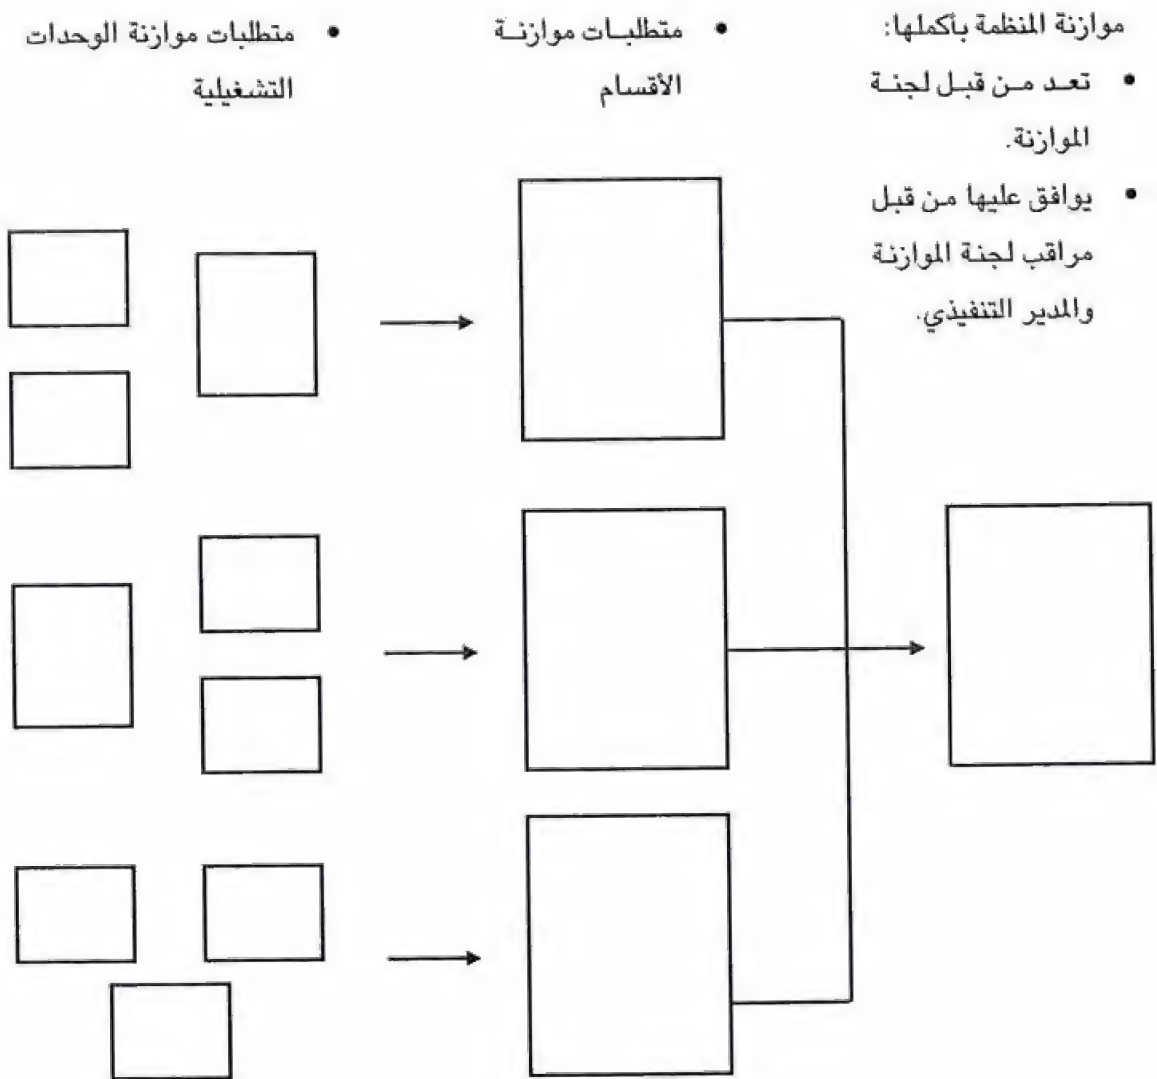 موازنة المنظمة بأكملها:
• تعد من قبل لجنة
الموازنة.
• يوافق عليها من قبل
مراقب لجنة الموازنة
والمدير التنفيذي.
• متطلبات موازنة
الأقسام
• متطلبات موازنة الوحدات
التشغيلية